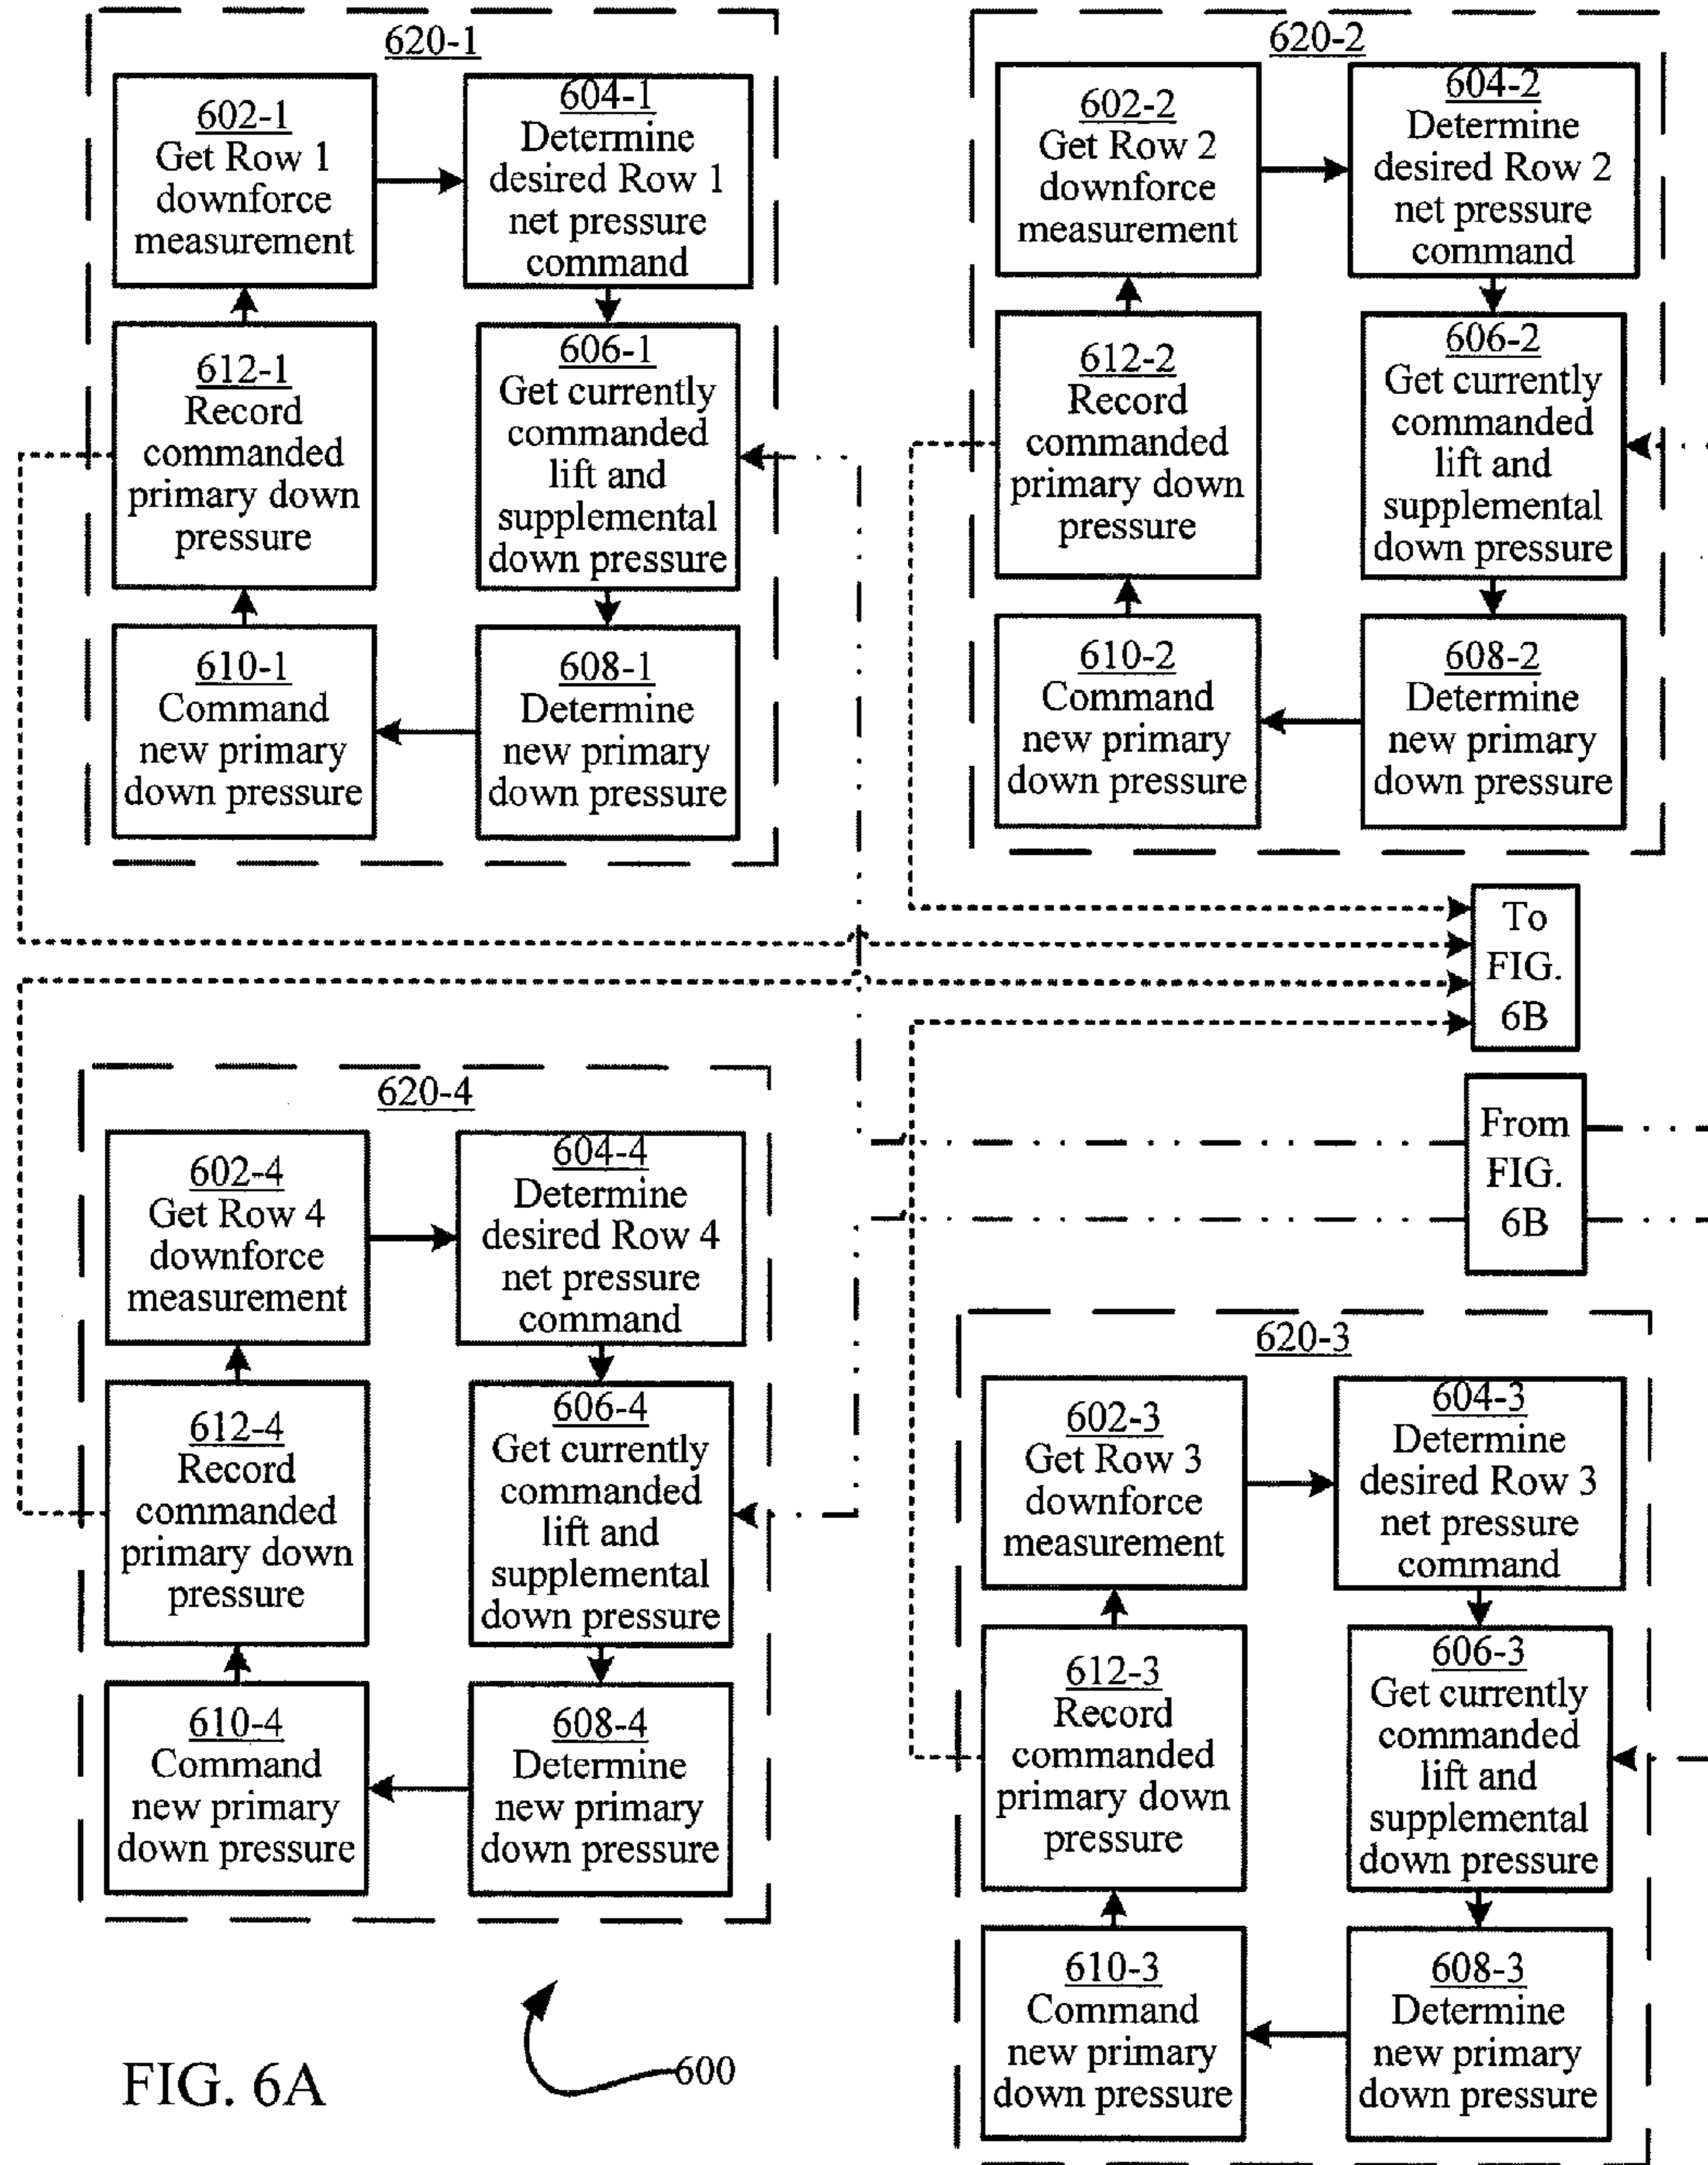 620-1
602-1
Get Row 1
downforce
measurement
604-1
Determine
desired Row 1
net pressure
command
612-1
Record
commanded
primary down
pressure
606-1
Get currently
commanded
lift and
supplemental
down pressure
610-1
Command
new primary
down pressure
608-1
Determine
new primary
down pressure
620-2
602-2
Get Row 2
downforce
measurement
604-2
Determine
desired Row 2
net pressure
command
612-2
Record
commanded
primary down
pressure
606-2
Get currently
commanded
lift and
supplemental
down pressure
610-2
Command
new primary
down pressure
608-2
Determine
new primary
down pressure
To
FIG.
6B
From
FIG.
6B
620-4
602-4
Get Row 4
downforce
measurement
604-4
Determine
desired Row 4
net pressure
command
612-4
Record
commanded
primary down
pressure
606-4
Get currently
commanded
lift and
supplemental
down pressure
610-4
Command
new primary
down pressure
608-4
Determine
new primary
down pressure
620-3
602-3
Get Row 3
downforce
measurement
604-3
Determine
desired Row 3
net pressure
command
612-3
Record
commanded
primary down
pressure
606-3
Get currently
commanded
lift and
supplemental
down pressure
610-3
Command
new primary
down pressure
608-3
Determine
new primary
down pressure
FIG. 6A
600